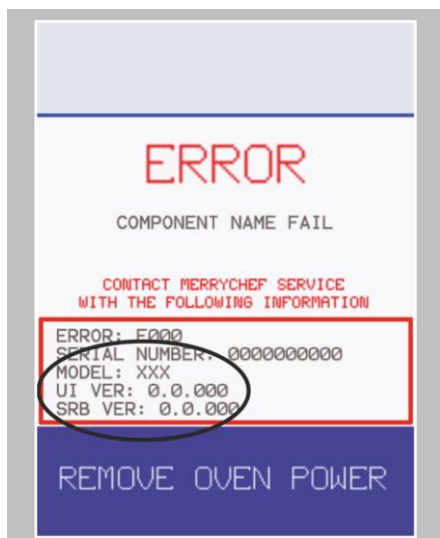 ERROR
COMPONENT NAME FAIL
CONTACT MERRYCHEF SERVICE
WITH THE FOLLOWING INFORMATION
ERROR: E000
SERIAL NUMBER: 0000000000
MODEL: XXX
UI VER: 0.0.000
SRB VER: 0.0.000
REMOVE OVEN POWER